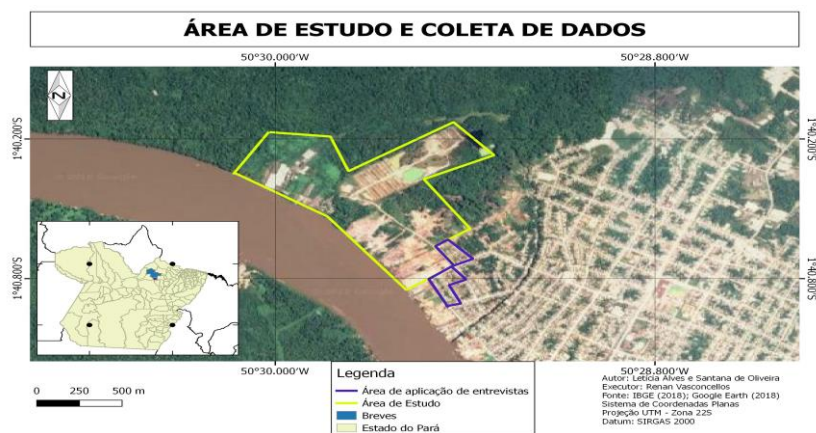 ÁREA DE ESTUDO E COLETA DE DADOS
50°30.000'W
50°28.800'W
1°40.200'S
1°40.200'S
1°40.800'S
1°40.800'S
N
50°30.000'W
50°28.800'W
0
250
500 m
Legenda
Área de aplicação de entrevistas
Área de Estudo
Breves
Estado do Pará
Autor: Letícia Alves e Santana de Oliveira
Executor: Renan Vasconcellos
Fonte: IBGE (2018); Google Earth (2018)
Sistema de Coordenadas Planas
Projeção UTM - Zona 22S
Datum: SIRGAS 2000